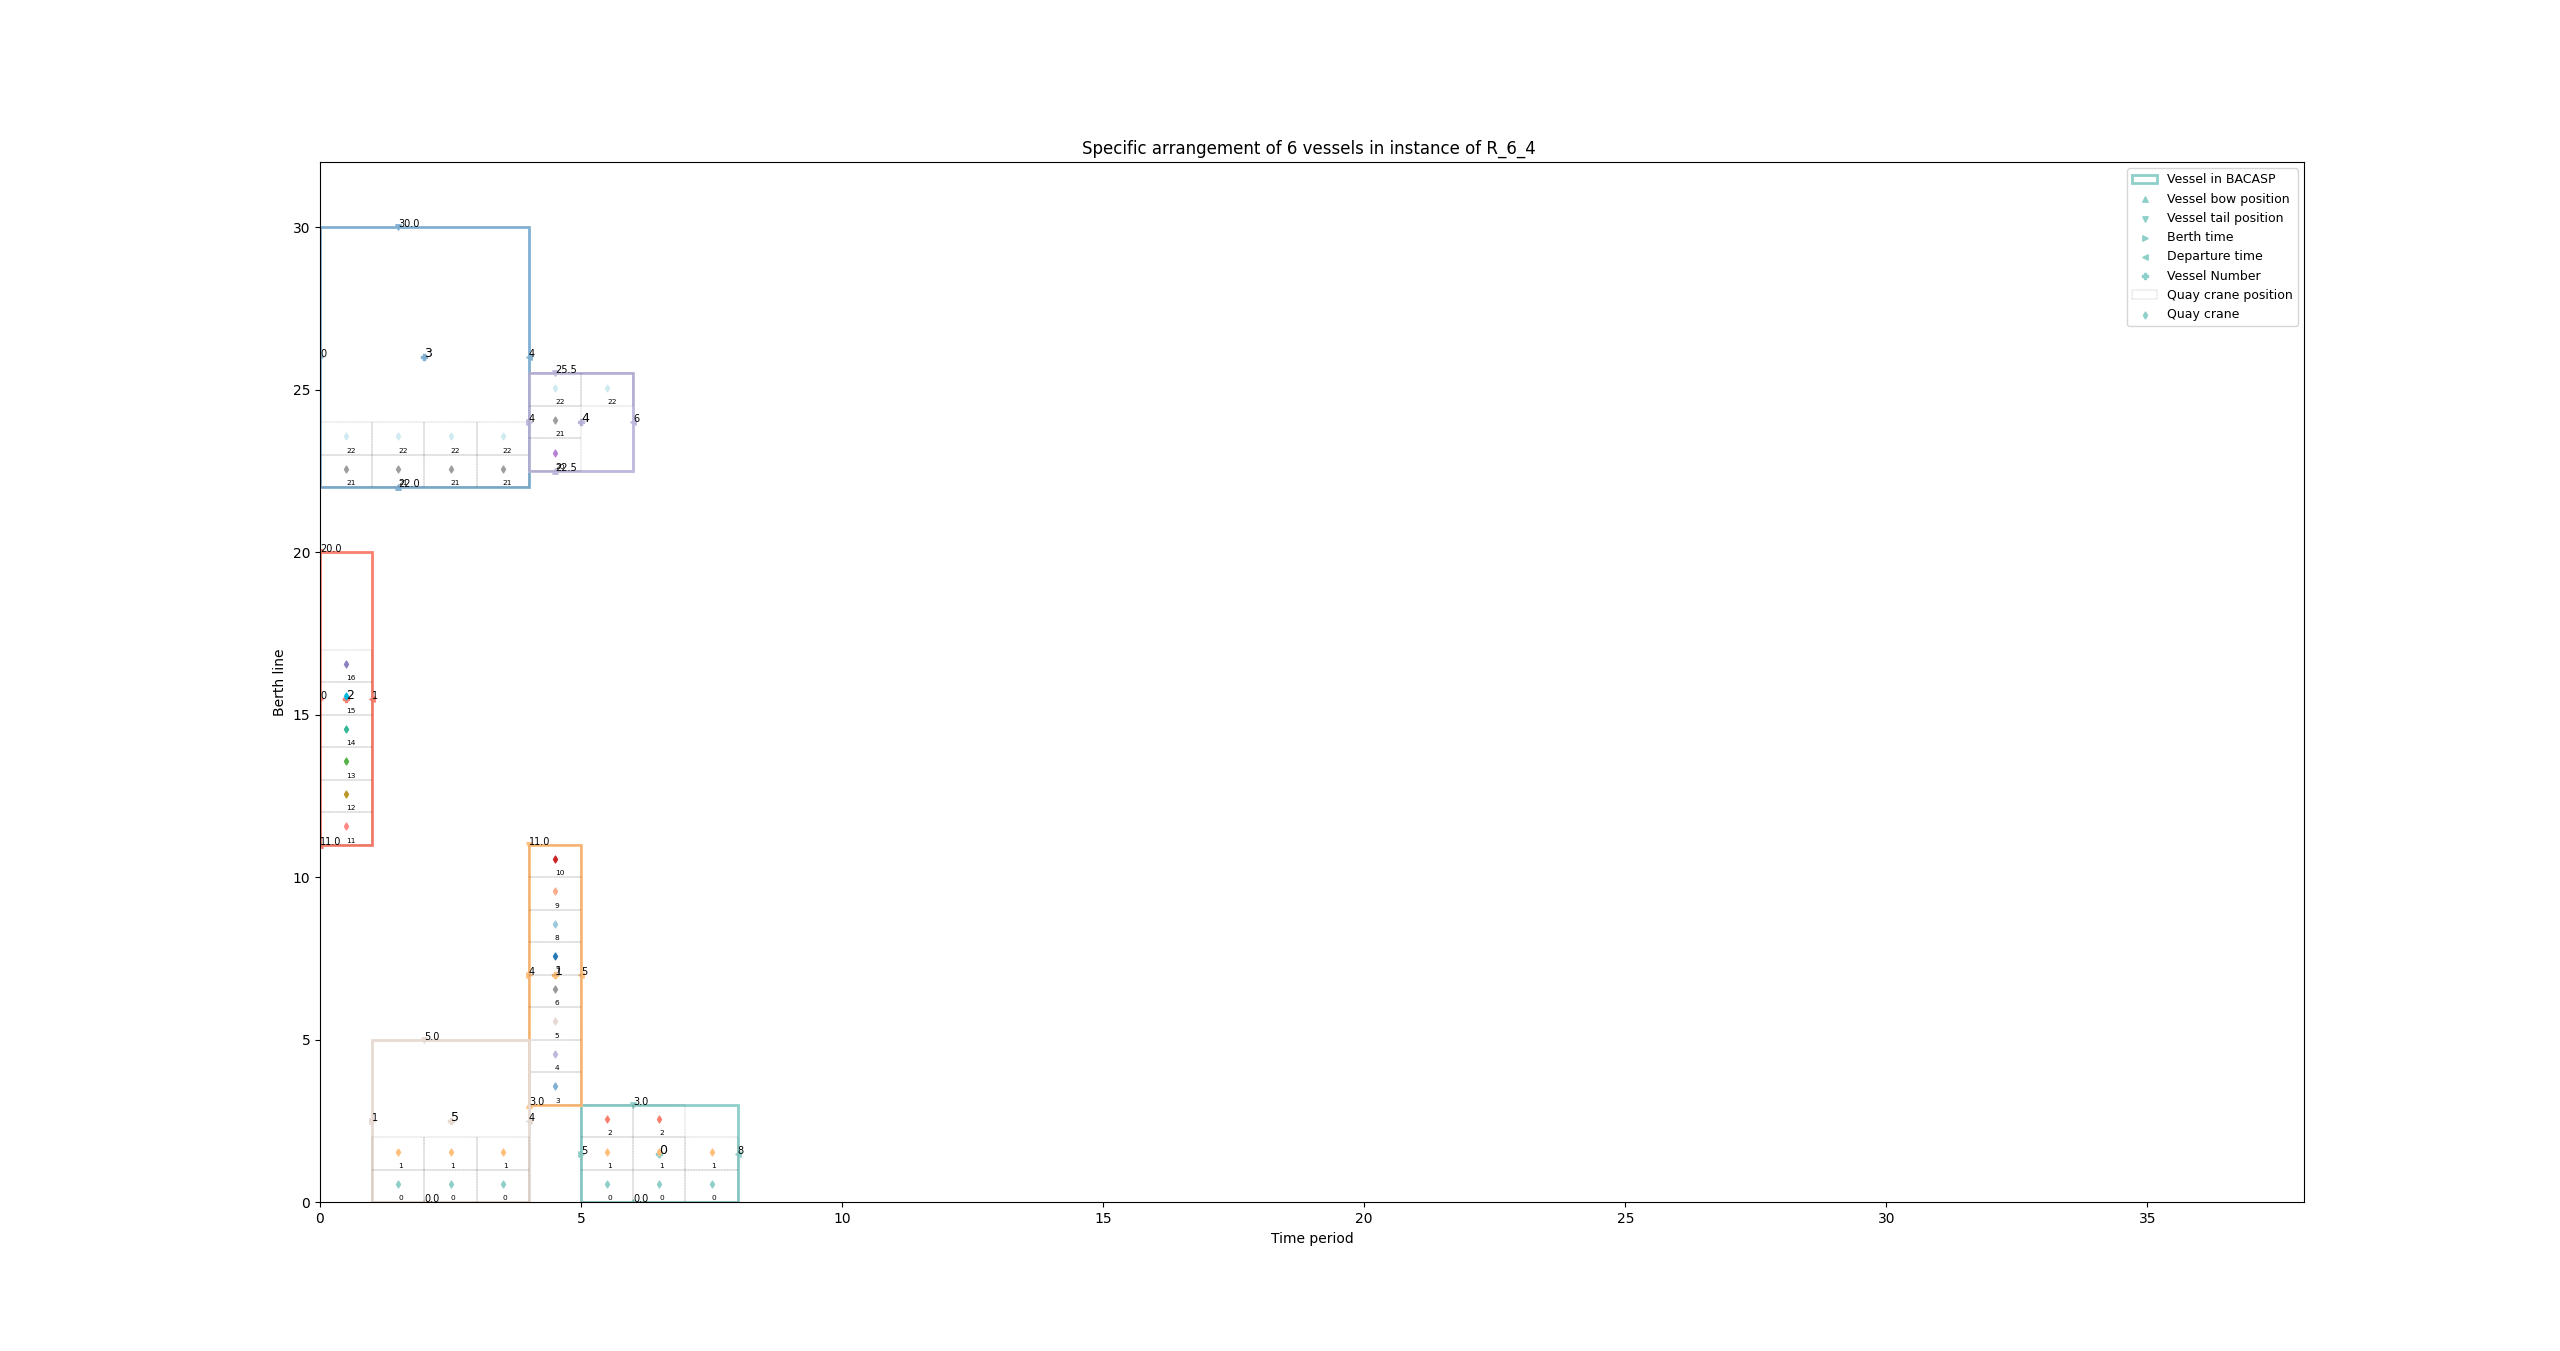 Specific arrangement of 6 vessels in instance of R_6_4
Vessel in BACASP
Vessel bow position
Vessel tail position
Berth time
Departure time
Vessel Number
Quay crane position
Quay crane
30
25
20
15
10
5
0
Berth line
30.0
0 3 4
22 22 22 22
21 21 21
22.0
25.5
22 22
4 21 4 6
22.5
20.0
16
0 2 1
15
14
13
12
11
11.0
11.0
10
9
8
4 1 5
6
5
4
3
3.0
5.0
1 5 4
1 1 1
0 0 0
0.0
3.0
2 2
5 0 8
1 1 1
0 0 0
0.0
0 5 10 15 20 25 30 35
Time period